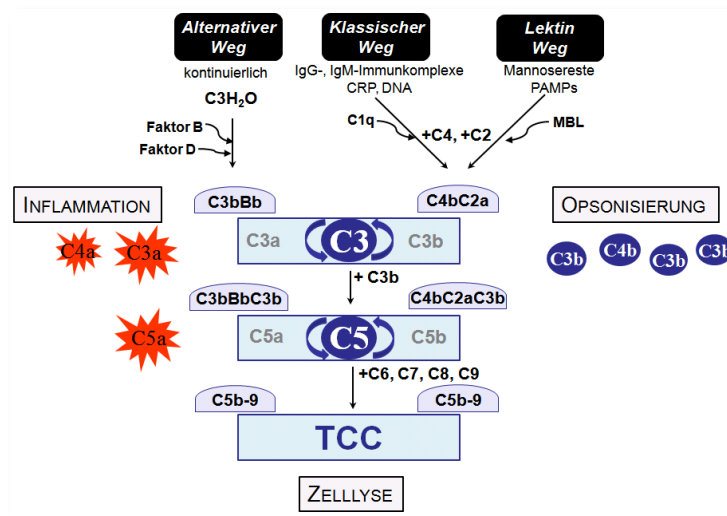 Alternativer
Weg
Klassischer
Weg
Lektin
Weg
kontinuierlich
IgG-, IgM-Immunkomplexe
CRP, DNA
Mannosereste
PAMPs
C3H₂O
Faktor B
Faktor D
C1q
+C4, +C2
MBL
C3bBb
C4bC2a
INFLAMMATION
OPSONISIERUNG
C4a
C3a
C3a
C3
C3b
C3b
C4b
C3b
C3b
+ C3b
C3bBbC3b
C4bC2aC3b
C5a
C5a
C5
C5b
+C6, C7, C8, C9
C5b-9
C5b-9
TCC
ZELLLYSE